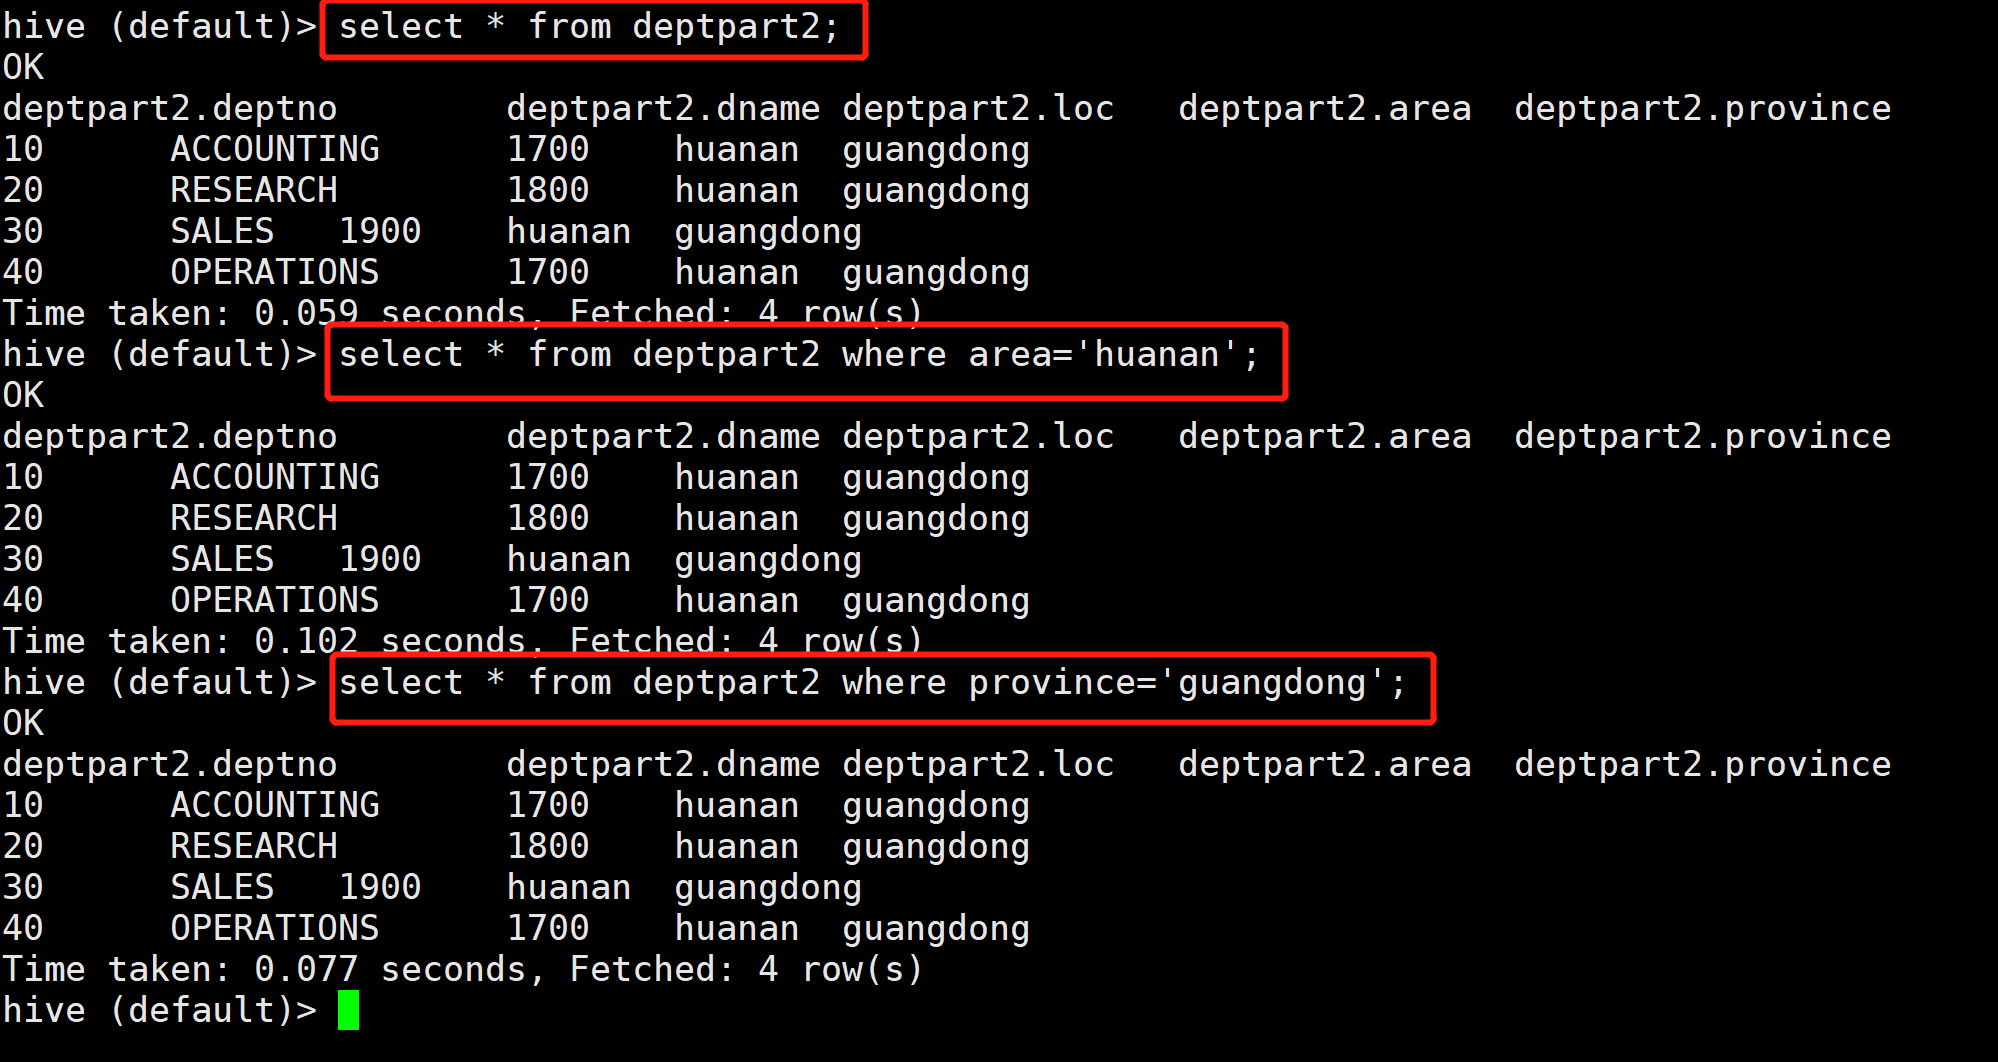 hive (default)> select * from deptpart2;
OK
deptpart2.deptno        deptpart2.dname deptpart2.loc   deptpart2.area  deptpart2.province
10      ACCOUNTING      1700    huanan  guangdong
20      RESEARCH        1800    huanan  guangdong
30      SALES   1900    huanan  guangdong
40      OPERATIONS      1700    huanan  guangdong
Time taken: 0.059 seconds, Fetched: 4 row(s)
hive (default)> select * from deptpart2 where area='huanan';
OK
deptpart2.deptno        deptpart2.dname deptpart2.loc   deptpart2.area  deptpart2.province
10      ACCOUNTING      1700    huanan  guangdong
20      RESEARCH        1800    huanan  guangdong
30      SALES   1900    huanan  guangdong
40      OPERATIONS      1700    huanan  guangdong
Time taken: 0.102 seconds, Fetched: 4 row(s)
hive (default)> select * from deptpart2 where province='guangdong';
OK
deptpart2.deptno        deptpart2.dname deptpart2.loc   deptpart2.area  deptpart2.province
10      ACCOUNTING      1700    huanan  guangdong
20      RESEARCH        1800    huanan  guangdong
30      SALES   1900    huanan  guangdong
40      OPERATIONS      1700    huanan  guangdong
Time taken: 0.077 seconds, Fetched: 4 row(s)
hive (default)>